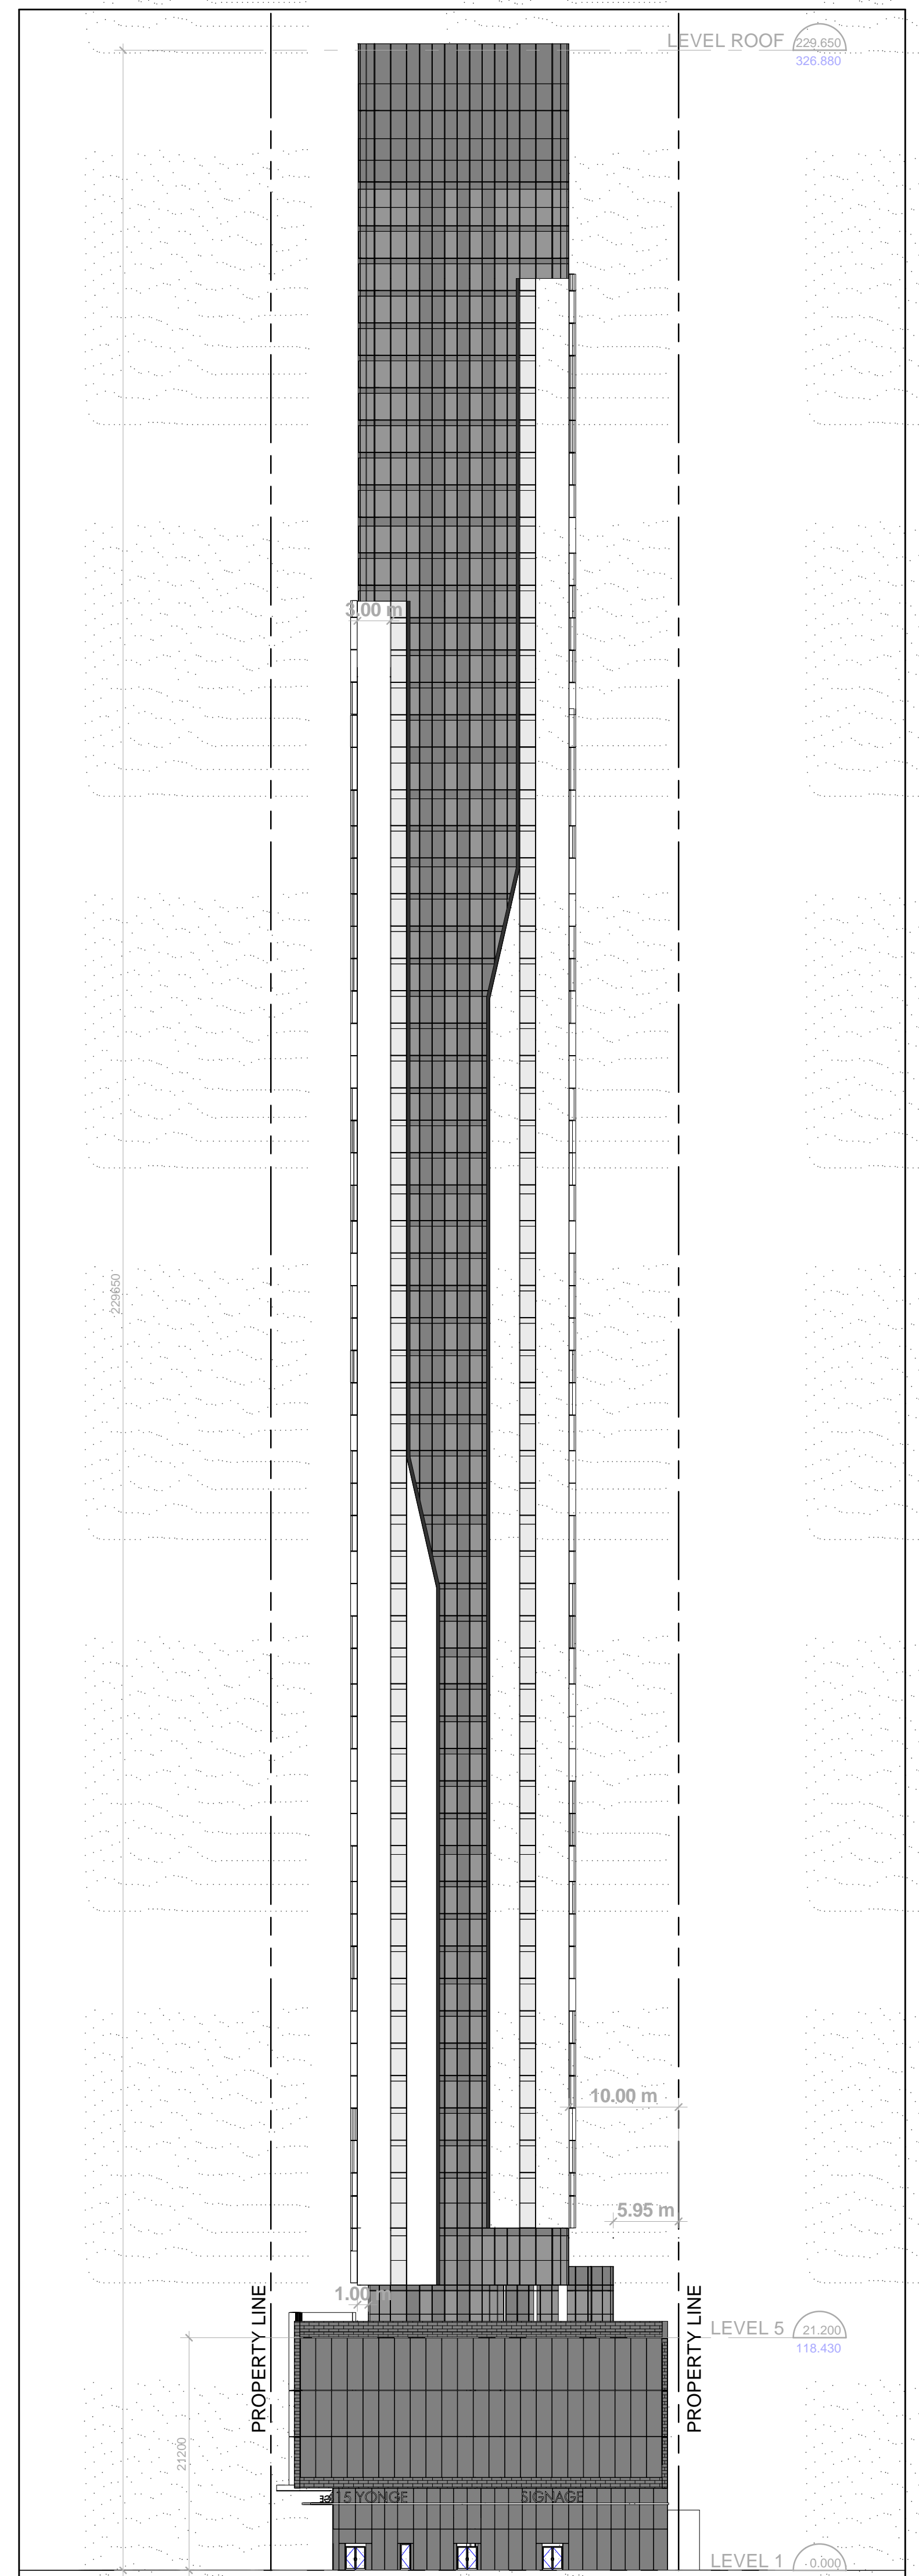 LEVEL ROOF 229.650
326.880
3.00 m
229650
10.00 m
5.95 m
1.00 m
PROPERTY LINE
PROPERTY LINE
LEVEL 5 21.200
118.430
21200
415 YONGE SIGNAGE
LEVEL 1 0.000